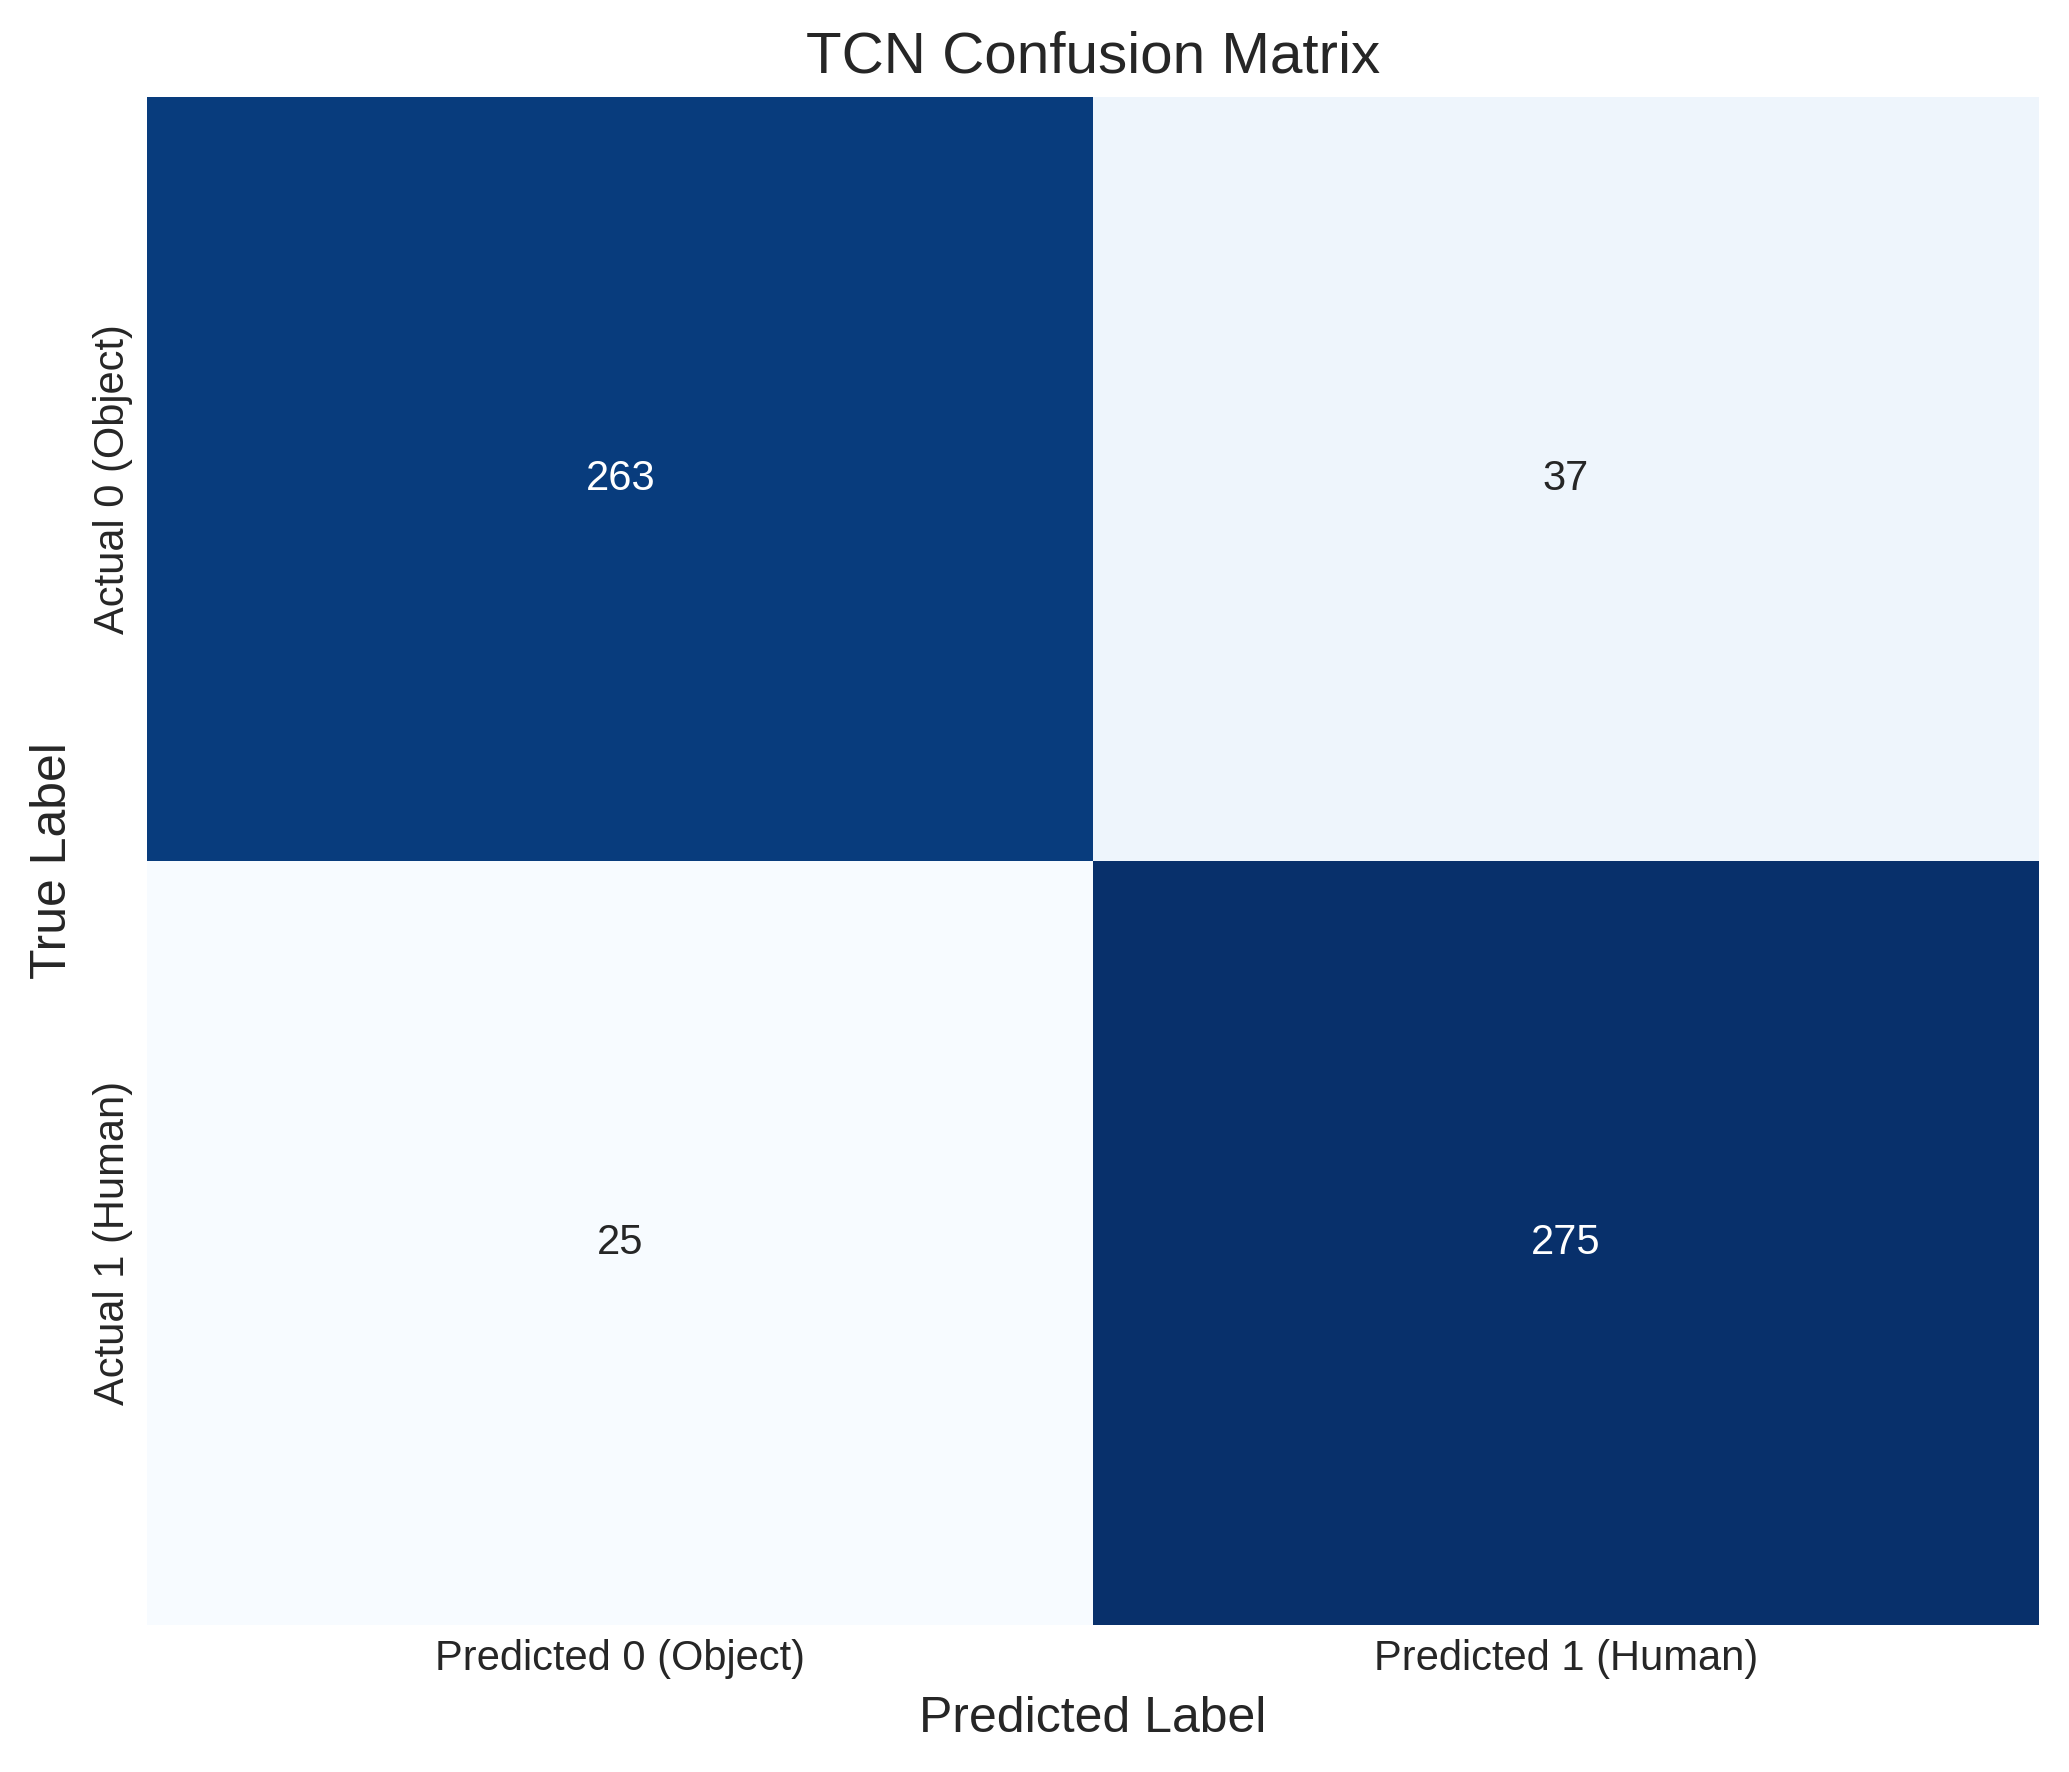 TCN Confusion Matrix
True Label
Actual 0 (Object)
263
37
Actual 1 (Human)
25
275
Predicted 0 (Object)
Predicted 1 (Human)
Predicted Label